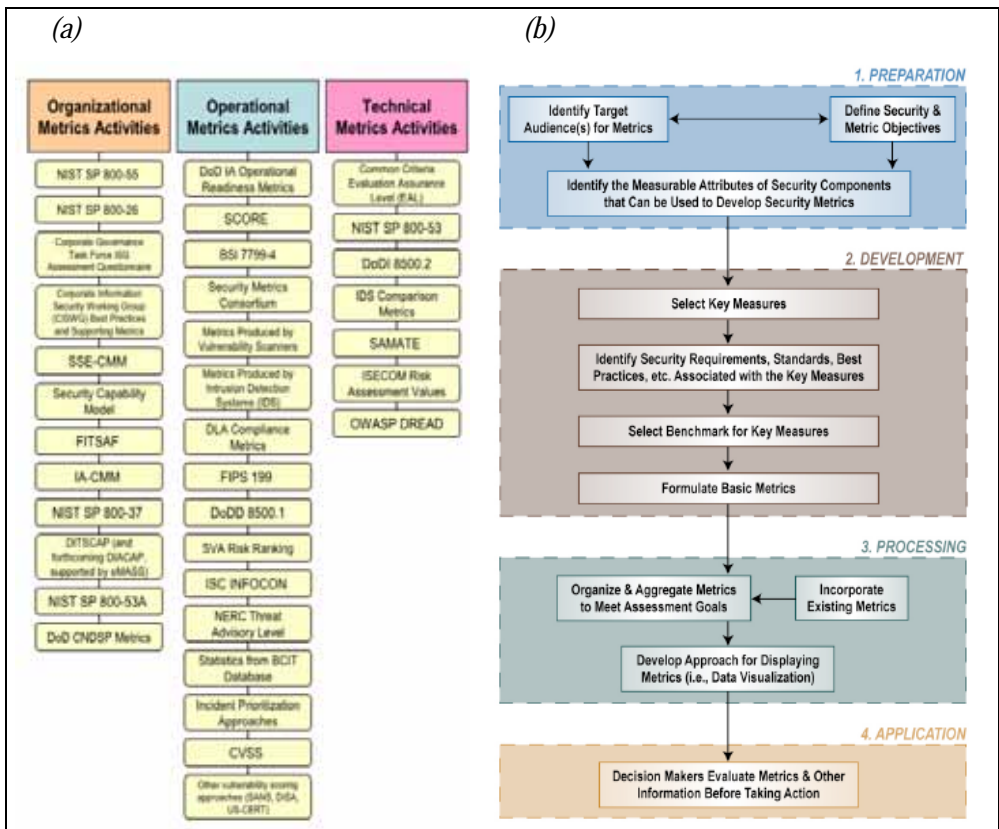 (a)
Organizational
Metrics Activities
NIST SP 800-55
NIST SP 800-26
Corporate Governance
Task Force ISG
Assessment Questionnaire
Corporate Information
Security Working Group
(CISWG) Best Practices
and Supporting Metrics
SSE-CMM
Security Capability
Model
FITSAF
IA-CMM
NIST SP 800-37
DITSCAP (and
forthcoming DIACAP,
supported by eMASS)
NIST SP 800-53A
DoD CNDSP Metrics
Operational
Metrics Activities
DoD IA Operational
Readiness Metrics
SCORE
BSI 7799-4
Security Metrics
Consortium
Metrics Produced by
Vulnerability Scanners
Metrics Produced by
Intrusion Detection
Systems (IDS)
DLA Compliance
Metrics
FIPS 199
DoDD 8500.1
SVA Risk Ranking
ISC INFOCON
NERC Threat
Advisory Level
Statistics from BCIT
Database
Incident Prioritization
Approaches
CVSS
Other vulnerability scoring
approaches (SANS, DISA,
US-CERT)
Technical
Metrics Activities
Common Criteria
Evaluation Assurance
Level (EAL)
NIST SP 800-53
DoDI 8500.2
IDS Comparison
Metrics
SAMATE
ISECOM Risk
Assessment Values
OWASP DREAD
(b)
1. PREPARATION
Identify Target
Audience(s) for Metrics
Define Security &
Metric Objectives
Identify the Measurable Attributes of Security Components
that Can be Used to Develop Security Metrics
2. DEVELOPMENT
Select Key Measures
Identify Security Requirements, Standards, Best
Practices, etc. Associated with the Key Measures
Select Benchmark for Key Measures
Formulate Basic Metrics
3. PROCESSING
Organize & Aggregate Metrics
to Meet Assessment Goals
Incorporate
Existing Metrics
Develop Approach for Displaying
Metrics (i.e., Data Visualization)
4. APPLICATION
Decision Makers Evaluate Metrics & Other
Information Before Taking Action